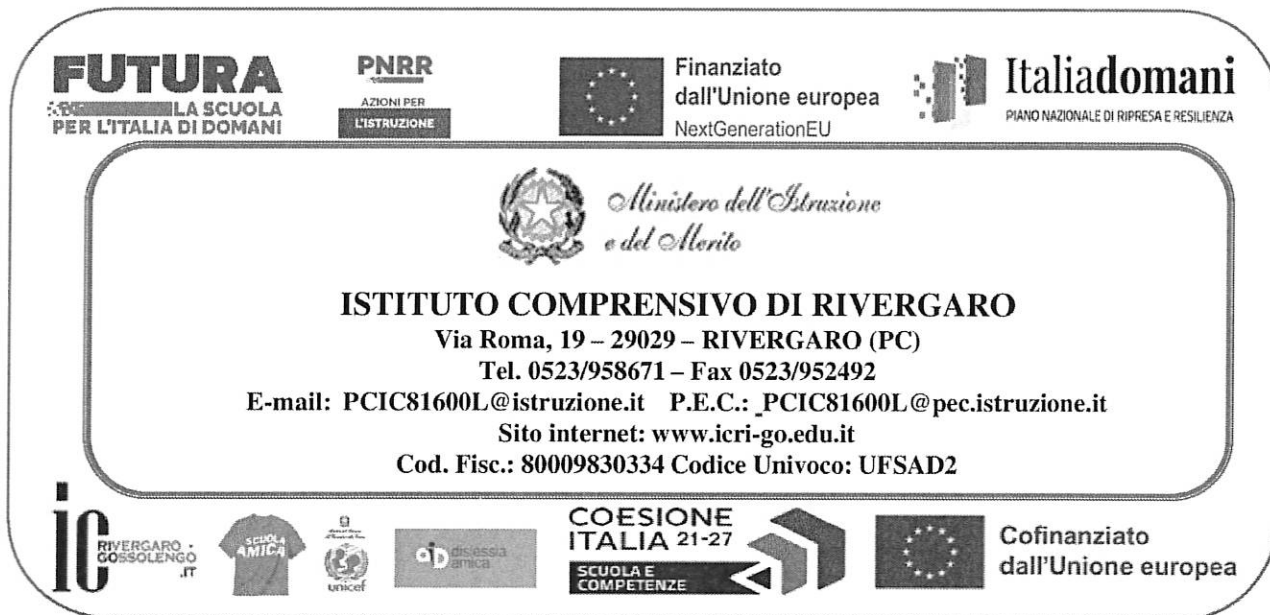 FUTURA
LA SCUOLA
PER L'ITALIA DI DOMANI
PNRR
AZIONI PER
L'ISTRUZIONE
Finanziato
dall'Unione europea
NextGenerationEU
Italiadomani
PIANO NAZIONALE DI RIPRESA E RESILIENZA
Ministero dell'Istruzione
e del Merito
ISTITUTO COMPRENSIVO DI RIVERGARO
Via Roma, 19 – 29029 – RIVERGARO (PC)
Tel. 0523/958671 – Fax 0523/952492
E-mail: PCIC81600L@istruzione.it P.E.C.: _PCIC81600L@pec.istruzione.it
Sito internet: www.icri-go.edu.it
Cod. Fisc.: 80009830334 Codice Univoco: UFSAD2
ic
RIVERGARO -
GOSSOLENGO
.IT
SCUOLA
AMICA
unicef
aiD dislessia
amica
COESIONE
ITALIA 21-27
SCUOLA E
COMPETENZE
Cofinanziato
dall'Unione europea